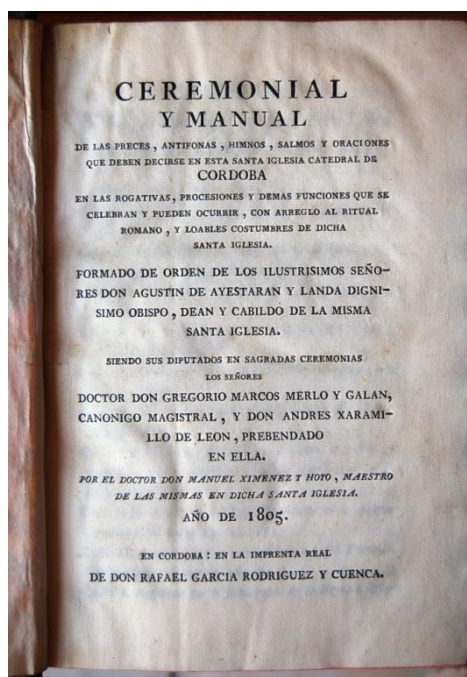 CEREMONIAL
Y MANUAL
DE LAS PRECES , ANTIFONAS , HIMNOS , SALMOS Y ORACIONES
QUE DEBEN DECIRSE EN ESTA SANTA IGLESIA CATEDRAL DE
CORDOBA
EN LAS ROGATIVAS, PROCESIONES Y DEMAS FUNCIONES QUE SE
CELEBRAN Y PUEDEN OCURRIR , CON ARREGLO AL RITUAL
ROMANO , Y LOABLES COSTUMBRES DE DICHA
SANTA IGLESIA.
FORMADO DE ORDEN DE LOS ILUSTRISIMOS SEÑO-
RES DON AGUSTIN DE AYESTARAN Y LANDA DIGNI-
SIMO OBISPO , DEAN Y CABILDO DE LA MISMA
SANTA IGLESIA.
SIENDO SUS DIPUTADOS EN SAGRADAS CEREMONIAS
LOS SEÑORES
DOCTOR DON GREGORIO MARCOS MERLO Y GALAN,
CANONIGO MAGISTRAL , Y DON ANDRES XARAMI-
LLO DE LEON , PREBENDADO
EN ELLA.
POR EL DOCTOR DON MANUEL XIMENEZ Y HOYO , MAESTRO
DE LAS MISMAS EN DICHA SANTA IGLESIA.
AÑO DE 1805.
EN CORDOBA : EN LA IMPRENTA REAL
DE DON RAFAEL GARCIA RODRIGUEZ Y CUENCA.